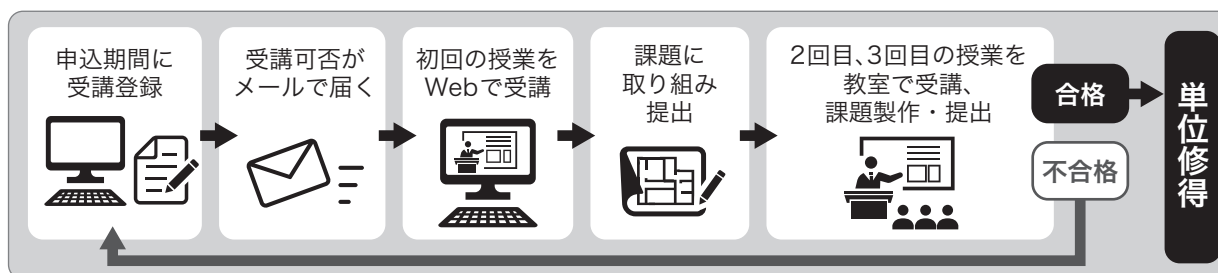 申込期間に
受講登録
受講可否が
メールで届く
初回の授業を
Webで受講
課題に
取り組み
提出
2回目、3回目の授業を
教室で受講、
課題製作・提出
合格
不合格
単位修得